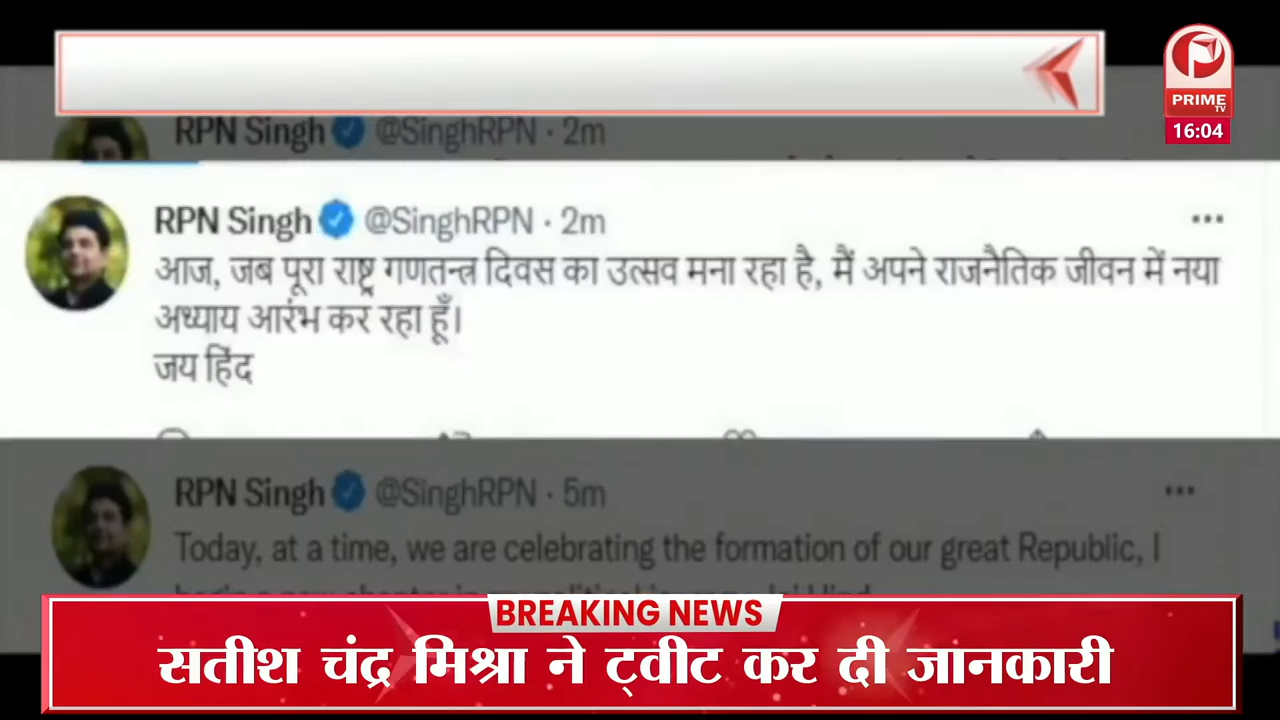 PRIME
TV
16:04
RPN Singh @SinghRPN · 2m
RPN Singh @SinghRPN · 2m
आज, जब पूरा राष्ट्र गणतन्त्र दिवस का उत्सव मना रहा है, मैं अपने राजनैतिक जीवन में नया
अध्याय आरंभ कर रहा हूँ।
जय हिंद
RPN Singh @SinghRPN · 5m
Today, at a time, we are celebrating the formation of our great Republic, I
BREAKING NEWS
सतीश चंद्र मिश्रा ने ट्वीट कर दी जानकारी